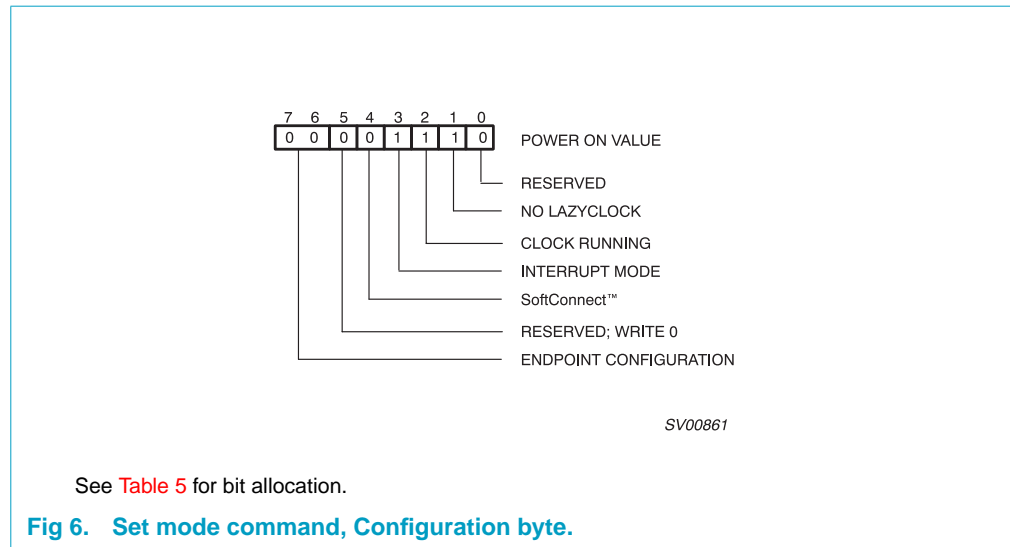 7 6 5 4 3 2 1 0
0 0 0 0 1 1 1 0 POWER ON VALUE
RESERVED
NO LAZYCLOCK
CLOCK RUNNING
INTERRUPT MODE
SoftConnect™
RESERVED; WRITE 0
ENDPOINT CONFIGURATION
SV00861
See Table 5 for bit allocation.
Fig 6. Set mode command, Configuration byte.